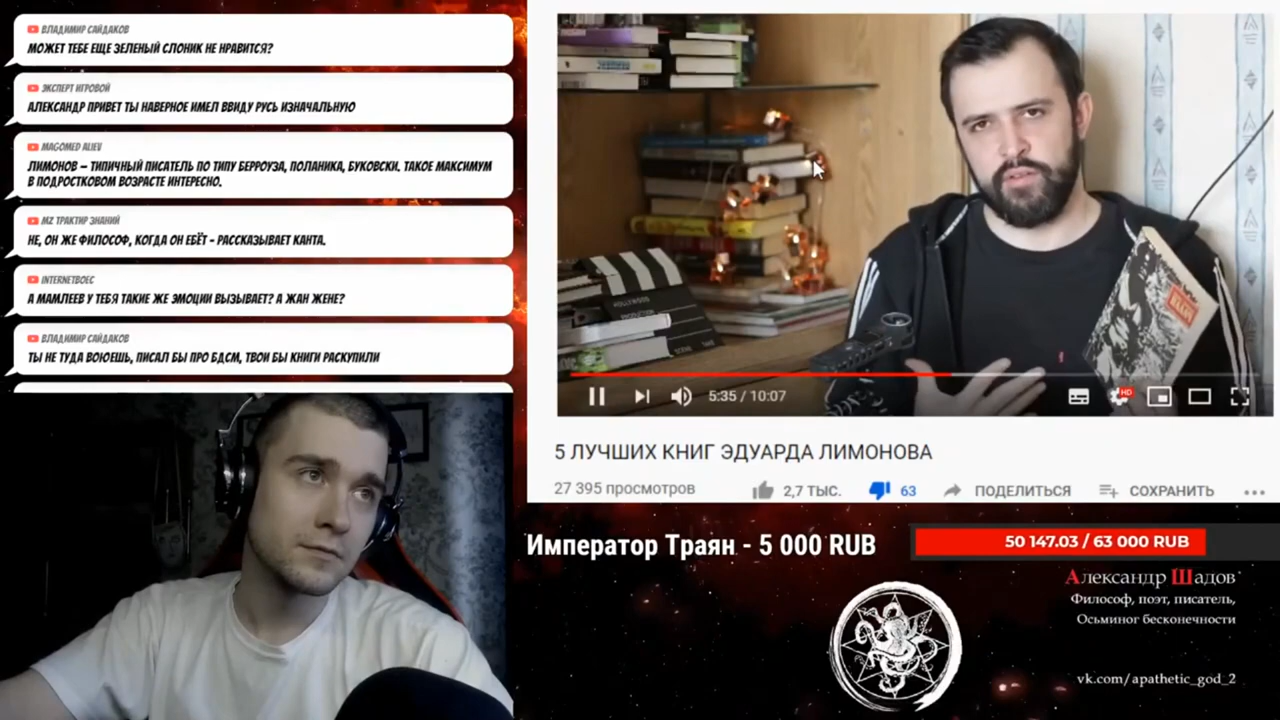 ВЛАДИМИР САЙДАКОВ
МОЖЕТ ТЕБЕ ЕЩЕ ЗЕЛЕНЫЙ СЛОНИК НЕ НРАВИТСЯ?
ЭКСПЕРТ ИГРОВОЙ
АЛЕКСАНДР ПРИВЕТ ТЫ НАВЕРНОЕ ИМЕЛ ВВИДУ РУСЬ ИЗНАЧАЛЬНУЮ
MAGOMED ALIEV
ЛИМОНОВ – ТИПИЧНЫЙ ПИСАТЕЛЬ ПО ТИПУ БЕРРОУЗА, ПОЛАНИКА, БУКОВСКИ. ТАКОЕ МАКСИМУМ
В ПОДРОСТКОВОМ ВОЗРАСТЕ ИНТЕРЕСНО.
MZ ТРАКТИР ЗНАНИЙ
НЕ, ОН ЖЕ ФИЛОСОФ, КОГДА ОН ЕБЁТ - РАССКАЗЫВАЕТ КАНТА.
INTERNETBOEC
А МАМЛЕЕВ У ТЕБЯ ТАКИЕ ЖЕ ЭМОЦИИ ВЫЗЫВАЕТ? А ЖАН ЖЕНЕ?
ВЛАДИМИР САЙДАКОВ
ТЫ НЕ ТУДА ВОЮЕШЬ, ПИСАЛ БЫ ПРО БДСМ, ТВОИ БЫ КНИГИ РАСКУПИЛИ
HOLLYWOOD
PRODUCTION
SCENE
TAKE
5:35 / 10:07
HD
5 ЛУЧШИХ КНИГ ЭДУАРДА ЛИМОНОВА
27 395 просмотров
2,7 ТЫС.
63
ПОДЕЛИТЬСЯ
СОХРАНИТЬ
Император Траян - 5 000 RUB
50 147.03 / 63 000 RUB
Александр Шадов
Философ, поэт, писатель,
Осьминог бесконечности
vk.com/apathetic_god_2